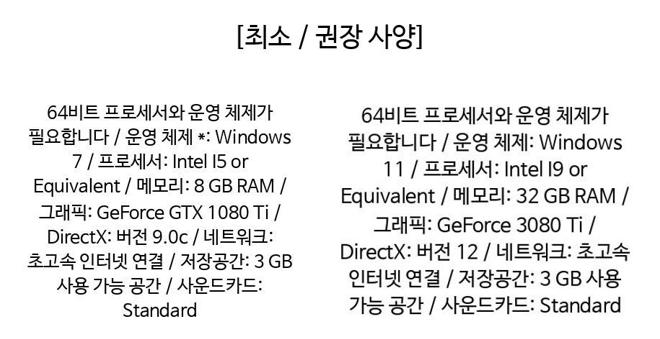 [최소 / 권장 사양]
64비트 프로세서와 운영 체제가
필요합니다 / 운영 체제 *: Windows
7 / 프로세서: Intel I5 or
Equivalent / 메모리: 8 GB RAM /
그래픽: GeForce GTX 1080 Ti /
DirectX: 버전 9.0c / 네트워크:
초고속 인터넷 연결 / 저장공간: 3 GB
사용 가능 공간 / 사운드카드:
Standard
64비트 프로세서와 운영 체제가
필요합니다 / 운영 체제: Windows
11 / 프로세서: Intel I9 or
Equivalent / 메모리: 32 GB RAM /
그래픽: GeForce 3080 Ti /
DirectX: 버전 12 / 네트워크: 초고속
인터넷 연결 / 저장공간: 3 GB 사용
가능 공간 / 사운드카드: Standard